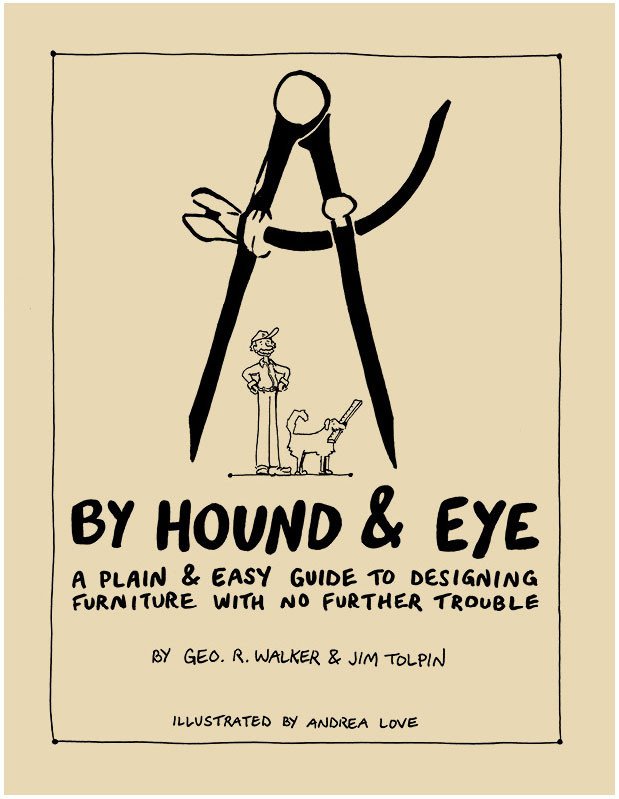 BY HOUND & EYE
A PLAIN & EASY GUIDE TO DESIGNING
FURNITURE WITH NO FURTHER TROUBLE
BY GEO. R. WALKER & JIM TOLPIN
ILLUSTRATED BY ANDREA LOVE